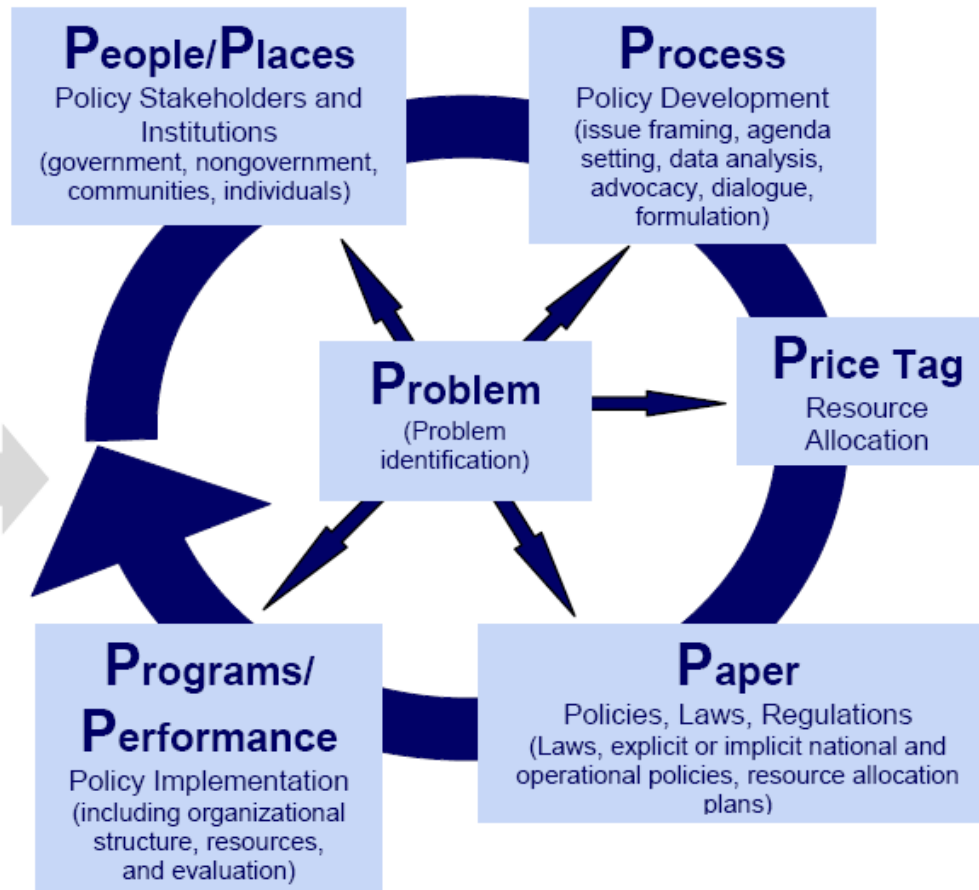 People/Places
Policy Stakeholders and
Institutions
(government, nongovernment,
communities, individuals)
Process
Policy Development
(issue framing, agenda
setting, data analysis,
advocacy, dialogue,
formulation)
Problem
(Problem
identification)
Price Tag
Resource
Allocation
Programs/
Performance
Policy Implementation
(including organizational
structure, resources,
and evaluation)
Paper
Policies, Laws, Regulations
(Laws, explicit or implicit national and
operational policies, resource allocation
plans)